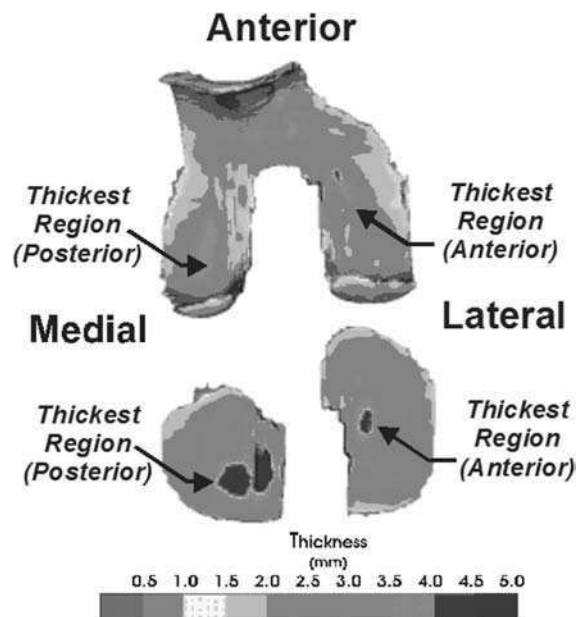 Anterior
Thickest
Region
(Posterior)
Thickest
Region
(Anterior)
Medial
Lateral
Thickest
Region
(Posterior)
Thickest
Region
(Anterior)
Thickness
(mm)
0.5 1.0 1.5 2.0 2.5 3.0 3.5 4.0 4.5 5.0